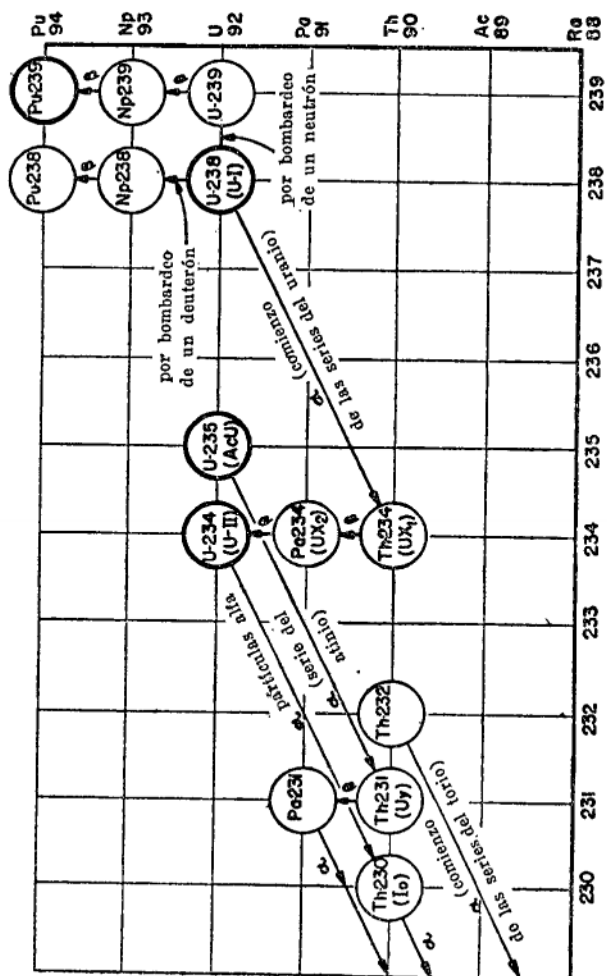 Pu
94
Np
93
U
92
Pa
91
Th
90
Ac
89
Ra
88
Pu239
β
Np239
β
U-239
Pu238
β
Np238
U-238
(U-I)
por bombardeo
de un neutrón
por bombardeo
de un deuterón
α (comienzo
de las series del uranio)
U-235
(AcU)
U-234
(U-II)
β
Pa234
(UX₂)
β
Th234
(UX₁)
partículas alfa
α
α (serie del
atinio)
Th232
Pa231
β
Th231
(Uy)
Th230
(Io)
α
α
α (comienzo
de las series del torio)
239
238
237
236
235
234
233
232
231
230